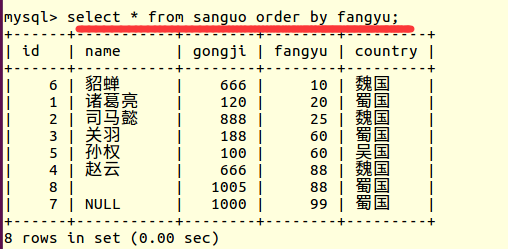 mysql> select * from sanguo order by fangyu;
+------+-----------+--------+--------+---------+
| id | name | gongji | fangyu | country |
+------+-----------+--------+--------+---------+
| 6 | 貂蝉 | 666 | 10 | 魏国 |
| 1 | 诸葛亮 | 120 | 20 | 蜀国 |
| 2 | 司马懿 | 888 | 25 | 魏国 |
| 3 | 关羽 | 188 | 60 | 蜀国 |
| 5 | 孙权 | 100 | 60 | 吴国 |
| 4 | 赵云 | 666 | 88 | 魏国 |
| 8 | | 1005 | 88 | 蜀国 |
| 7 | NULL | 1000 | 99 | 蜀国 |
+------+-----------+--------+--------+---------+
8 rows in set (0.00 sec)